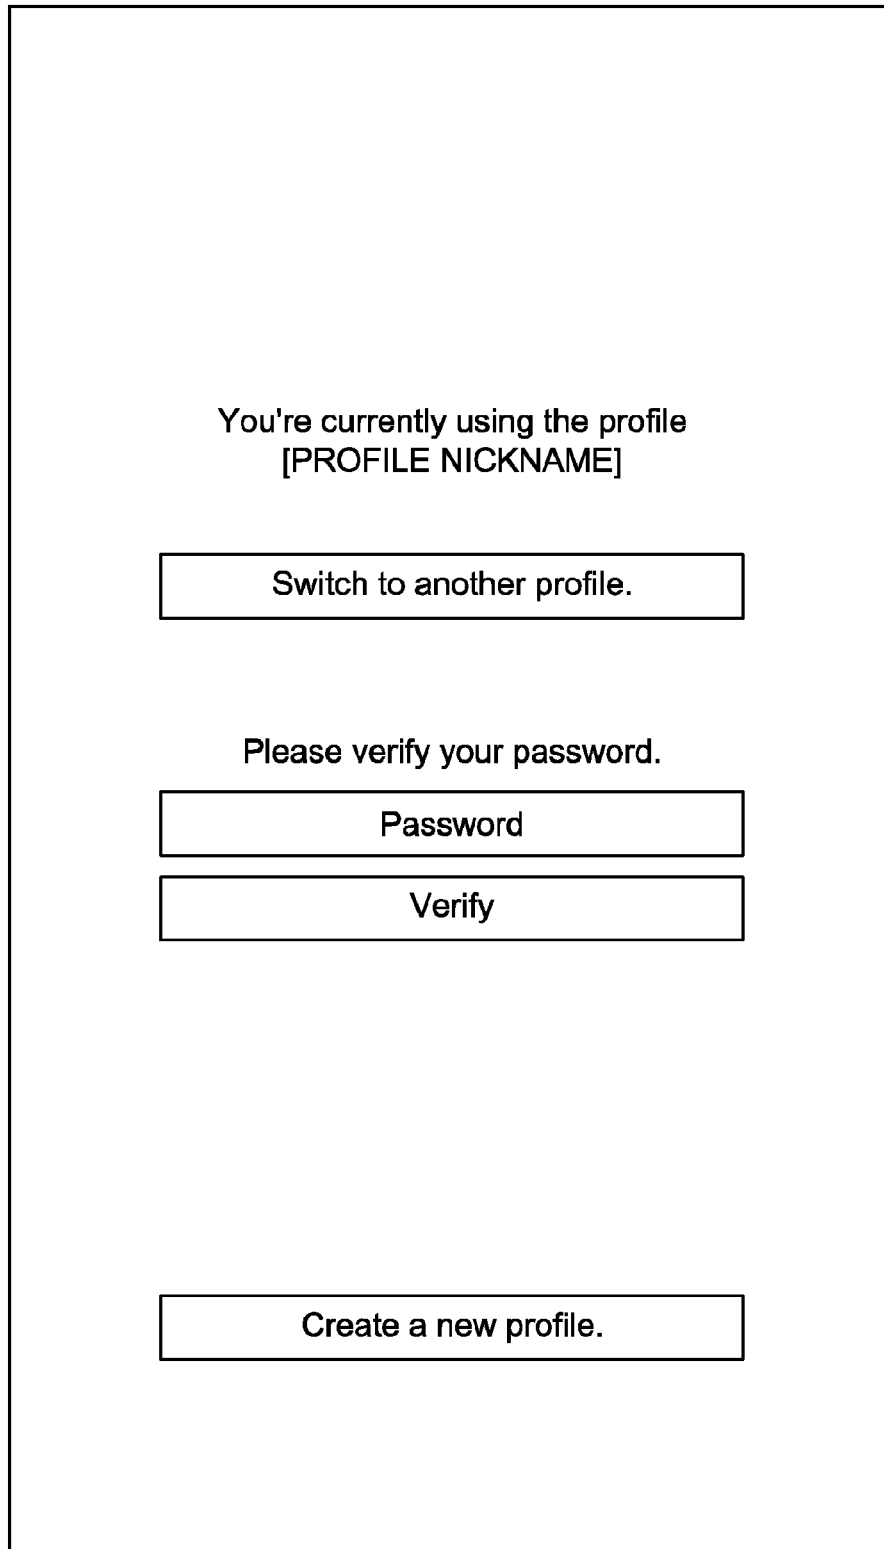 You're currently using the profile
[PROFILE NICKNAME]
Switch to another profile.
Please verify your password.
Password
Verify
Create a new profile.